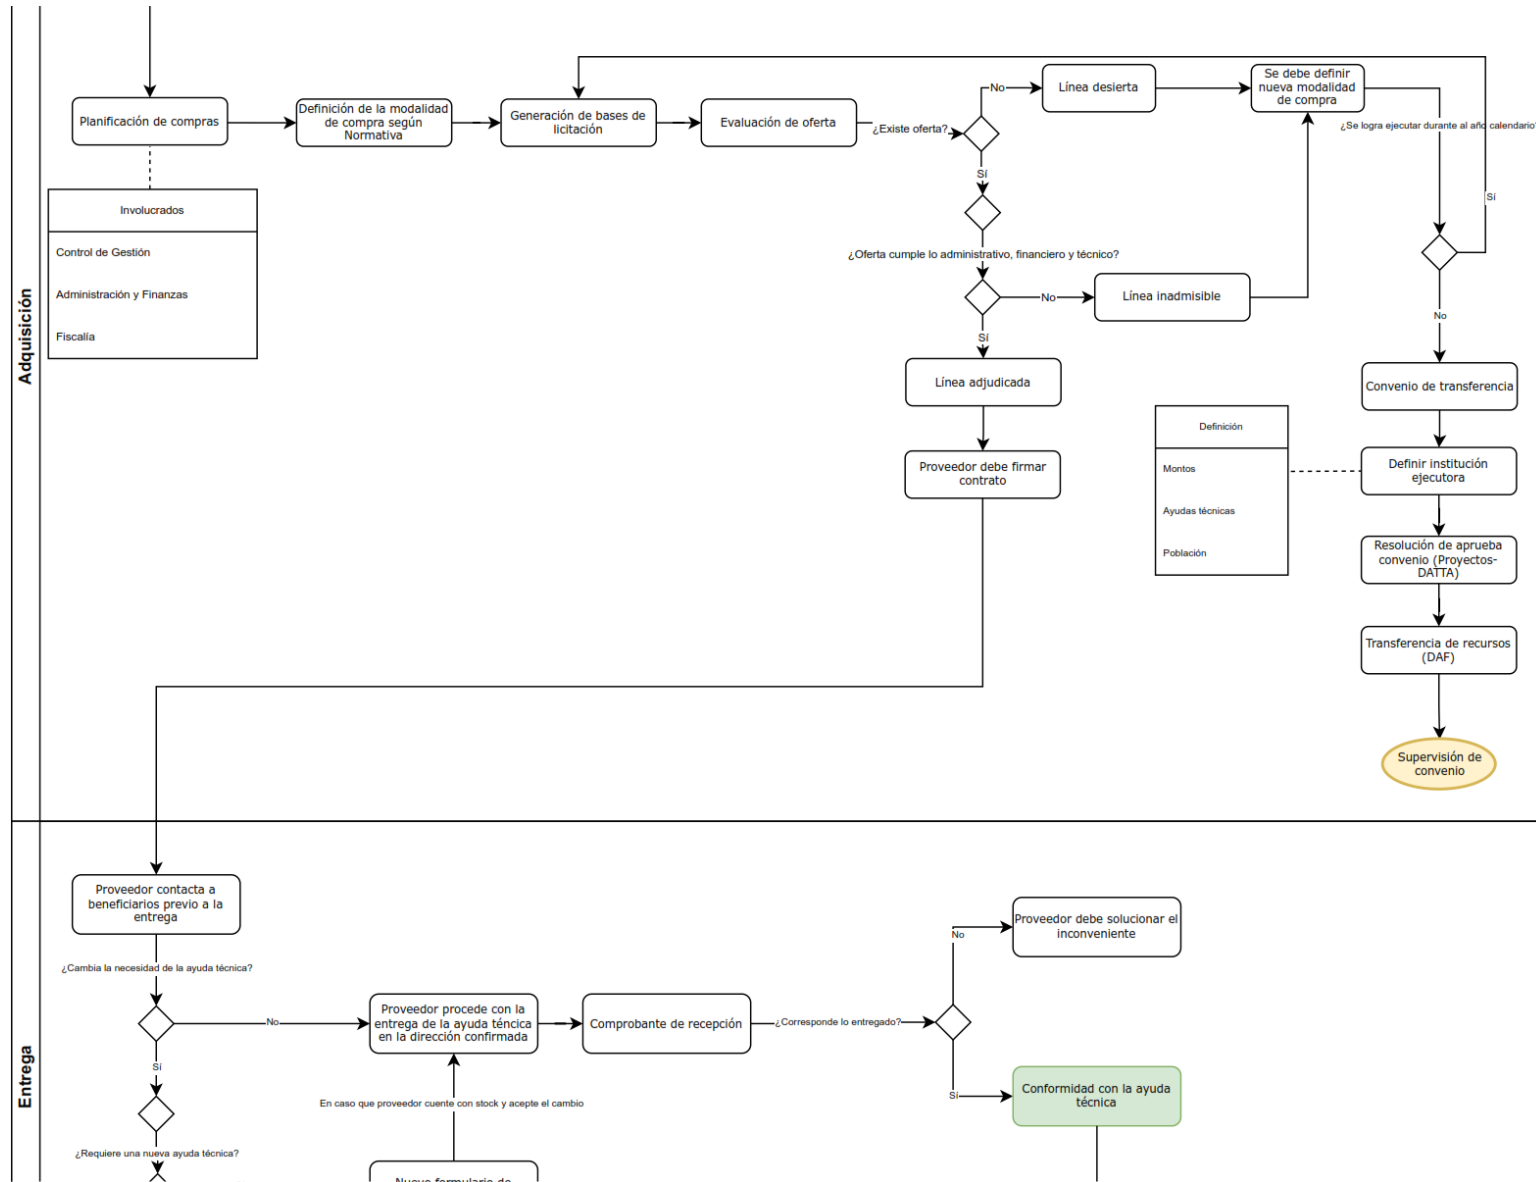 Adquisición
Planificación de compras
Definición de la modalidad
de compra según
Normativa
Generación de bases de
licitación
Evaluación de oferta
¿Existe oferta?
No
Línea desierta
Se debe definir
nueva modalidad
de compra
¿Se logra ejecutar durante al año calendario?
Sí
Sí
Involucrados
Control de Gestión
Administración y Finanzas
Fiscalía
¿Oferta cumple lo administrativo, financiero y técnico?
No
Línea inadmisible
Sí
No
Línea adjudicada
Proveedor debe firmar
contrato
Convenio de transferencia
Definición
Montos
Ayudas técnicas
Población
Definir institución
ejecutora
Resolución de aprueba
convenio (Proyectos-
DATTA)
Transferencia de recursos
(DAF)
Supervisión de
convenio
Entrega
Proveedor contacta a
beneficiarios previo a la
entrega
¿Cambia la necesidad de la ayuda técnica?
No
Proveedor procede con la
entrega de la ayuda téncica
en la dirección confirmada
Comprobante de recepción
¿Corresponde lo entregado?
No
Proveedor debe solucionar el
inconveniente
Sí
Conformidad con la ayuda
técnica
Sí
En caso que proveedor cuente con stock y acepte el cambio
¿Requiere una nueva ayuda técnica?
Nuevo formulario de